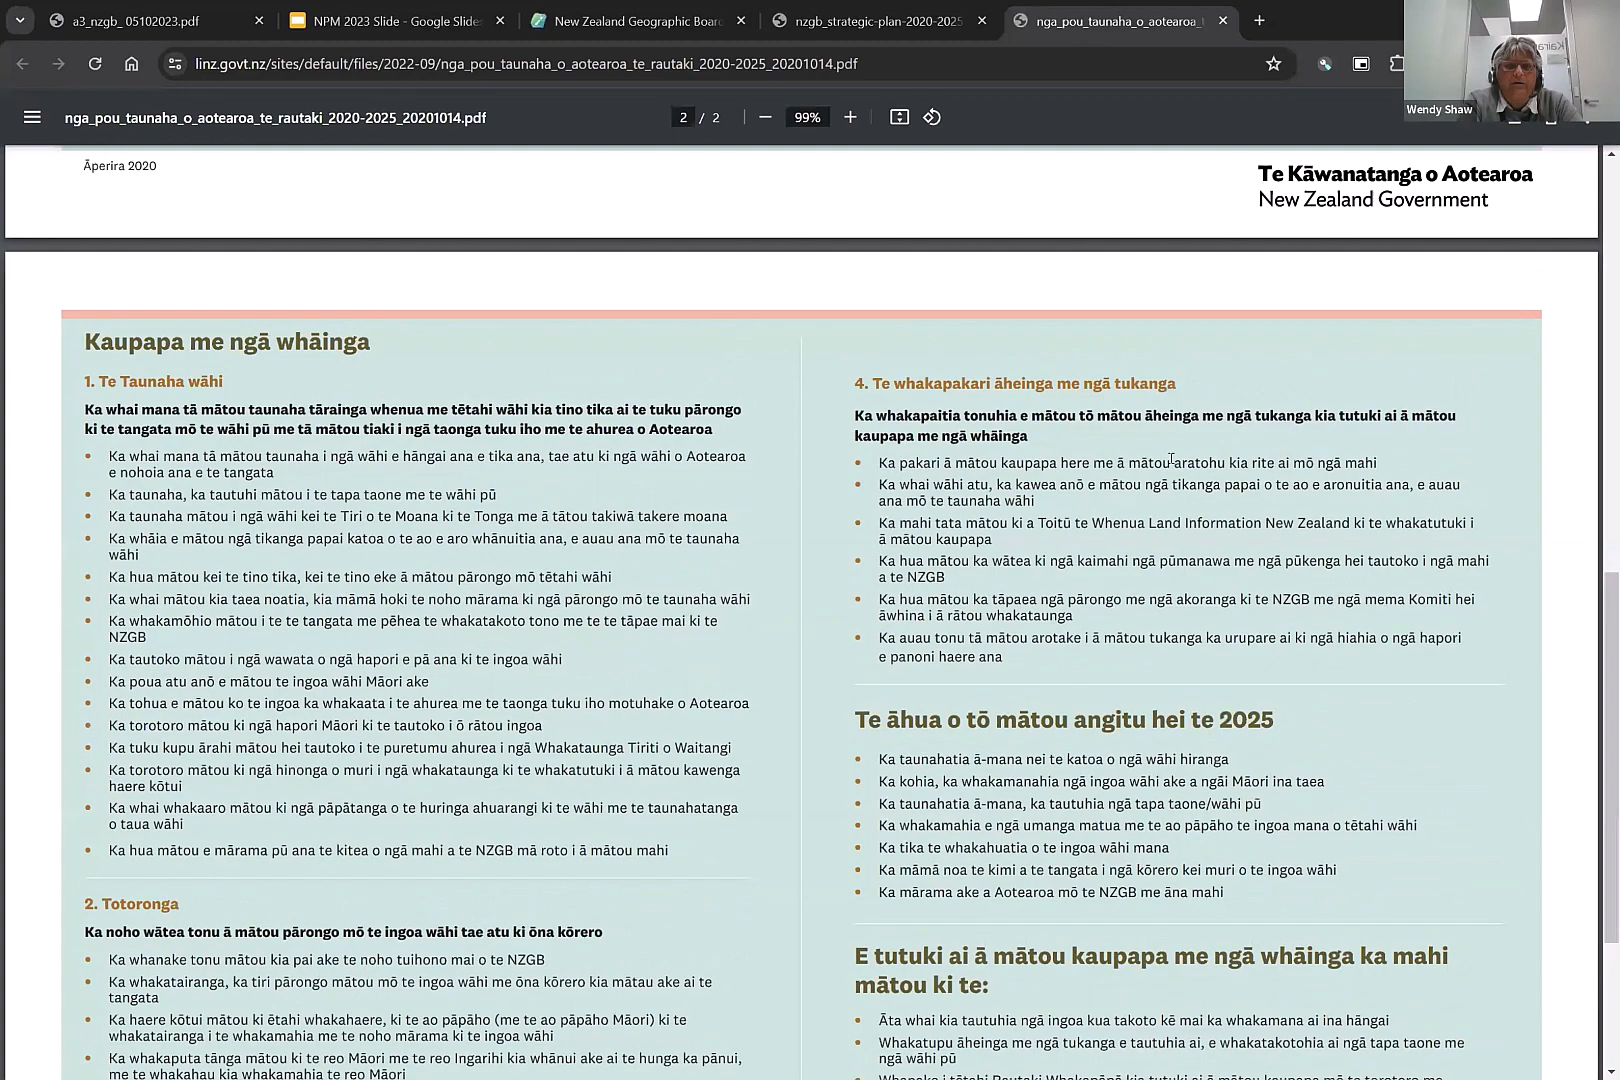 a3_nzgb_ 05102023.pdf
NPM 2023 Slide - Google Slides
New Zealand Geographic Boar
nzgb_strategic-plan-2020-2025
nga_pou_taunaha_o_aotearoa_t
linz.govt.nz/sites/default/files/2022-09/nga_pou_taunaha_o_aotearoa_te_rautaki_2020-2025_20201014.pdf
Wendy Shaw
nga_pou_taunaha_o_aotearoa_te_rautaki_2020-2025_20201014.pdf
2 / 2
99%
Āperira 2020
Te Kāwanatanga o Aotearoa
New Zealand Government
Kaupapa me ngā whāinga
1. Te Taunaha wāhi
Ka whai mana tā mātou taunaha tārainga whenua me tētahi wāhi kia tino tika ai te tuku pārongo
ki te tangata mō te wāhi pū me tā mātou tiaki i ngā taonga tuku iho me te ahurea o Aotearoa
• Ka whai mana tā mātou taunaha i ngā wāhi e hāngai ana e tika ana, tae atu ki ngā wāhi o Aotearoa
e nohoia ana e te tangata
• Ka taunaha, ka tautuhi mātou i te tapa taone me te wāhi pū
• Ka taunaha mātou i ngā wāhi kei te Tiri o te Moana ki te Tonga me ā tātou takiwā takere moana
• Ka whāia e mātou ngā tikanga papai katoa o te ao e aro whānuitia ana, e auau ana mō te taunaha
wāhi
• Ka hua mātou kei te tino tika, kei te tino eke ā mātou pārongo mō tētahi wāhi
• Ka whai mātou kia taea noatia, kia māmā hoki te noho mārama ki ngā pārongo mō te taunaha wāhi
• Ka whakamōhio mātou i te te tangata me pēhea te whakatakoto tono me te te tāpae mai ki te
NZGB
• Ka tautoko mātou i ngā wawata o ngā hapori e pā ana ki te ingoa wāhi
• Ka poua atu anō e mātou te ingoa wāhi Māori ake
• Ka tohua e mātou ko te ingoa ka whakaata i te ahurea me te taonga tuku iho motuhake o Aotearoa
• Ka torotoro mātou ki ngā hapori Māori ki te tautoko i ō rātou ingoa
• Ka tuku kupu ārahi mātou hei tautoko i te puretumu ahurea i ngā Whakataunga Tiriti o Waitangi
• Ka torotoro mātou ki ngā hinonga o muri i ngā whakataunga ki te whakatutuki i ā mātou kawenga
haere kōtui
• Ka whai whakaaro mātou ki ngā pāpātanga o te huringa ahuarangi ki te wāhi me te taunahatanga
o taua wāhi
• Ka hua mātou e mārama pū ana te kitea o ngā mahi a te NZGB mā roto i ā mātou mahi
2. Totoronga
Ka noho wātea tonu ā mātou pārongo mō te ingoa wāhi tae atu ki ōna kōrero
• Ka whanake tonu mātou kia pai ake te noho tuihono mai o te NZGB
• Ka whakatairanga, ka tiri pārongo mātou mō te ingoa wāhi me ōna kōrero kia mātau ake ai te
tangata
• Ka haere kōtui mātou ki ētahi whakahaere, ki te ao pāpāho (me te ao pāpāho Māori) ki te
whakatairanga i te whakamahia me te noho mārama ki te ingoa wāhi
• Ka whakaputa tānga mātou ki te reo Māori me te reo Ingarihi kia whānui ake ai te hunga ka pānui,
me te whakahau kia whakamahia te reo Māori
4. Te whakapakari āheinga me ngā tukanga
Ka whakapaitia tonuhia e mātou tō mātou āheinga me ngā tukanga kia tutuki ai ā mātou
kaupapa me ngā whāinga
• Ka pakari ā mātou kaupapa here me ā mātou aratohu kia rite ai mō ngā mahi
• Ka whai wāhi atu, ka kawea anō e mātou ngā tikanga papai o te ao e aronuitia ana, e auau
ana mō te taunaha wāhi
• Ka mahi tata mātou ki a Toitū te Whenua Land Information New Zealand ki te whakatutuki i
ā mātou kaupapa
• Ka hua mātou ka wātea ki ngā kaimahi ngā pūmanawa me ngā pūkenga hei tautoko i ngā mahi
a te NZGB
• Ka hua mātou ka tāpaea ngā pārongo me ngā akoranga ki te NZGB me ngā mema Komiti hei
āwhina i ā rātou whakataunga
• Ka auau tonu tā mātou arotake i ā mātou tukanga ka urupare ai ki ngā hiahia o ngā hapori
e panoni haere ana
Te āhua o tō mātou angitu hei te 2025
• Ka taunahatia ā-mana nei te katoa o ngā wāhi hiranga
• Ka kohia, ka whakamanahia ngā ingoa wāhi ake a ngāi Māori ina taea
• Ka taunahatia ā-mana, ka tautuhia ngā tapa taone/wāhi pū
• Ka whakamahia e ngā umanga matua me te ao pāpāho te ingoa mana o tētahi wāhi
• Ka tika te whakahuatia o te ingoa wāhi mana
• Ka māmā noa te kimi a te tangata i ngā kōrero kei muri o te ingoa wāhi
• Ka mārama ake a Aotearoa mō te NZGB me āna mahi
E tutuki ai ā mātou kaupapa me ngā whāinga ka mahi
mātou ki te:
• Āta whai kia tautuhia ngā ingoa kua takoto kē mai ka whakamana ai ina hāngai
• Whakatupu āheinga me ngā tukanga e tautuhia ai, e whakatakotohia ai ngā tapa taone me
ngā wāhi pū